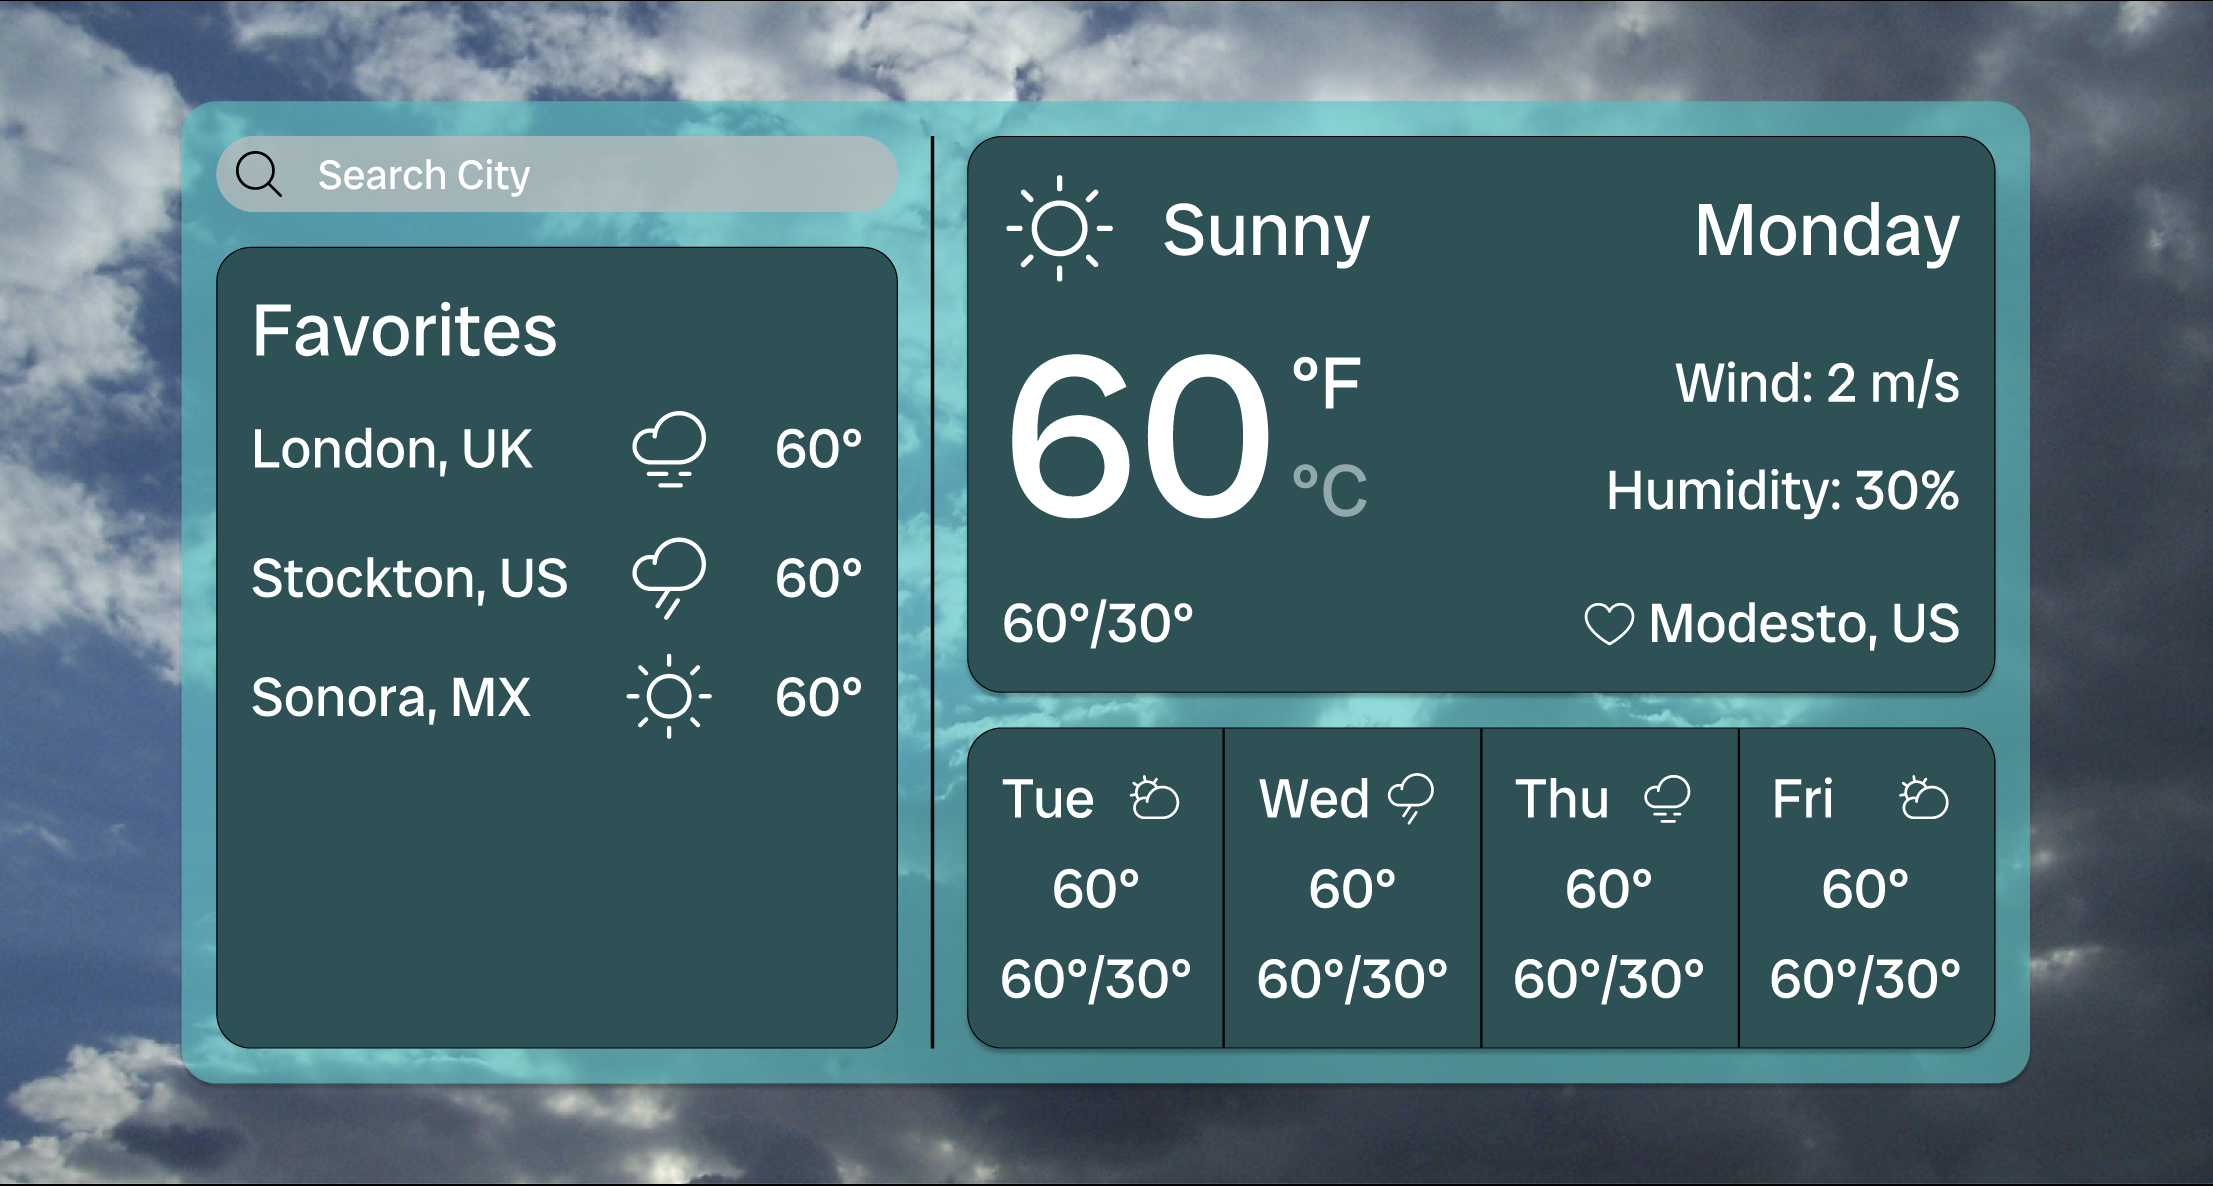 Search City
Favorites
London, UK 60°
Stockton, US 60°
Sonora, MX 60°
Sunny
Monday
60 °F
°C
Wind: 2 m/s
Humidity: 30%
60°/30°
Modesto, US
Tue
60°
60°/30°
Wed
60°
60°/30°
Thu
60°
60°/30°
Fri
60°
60°/30°